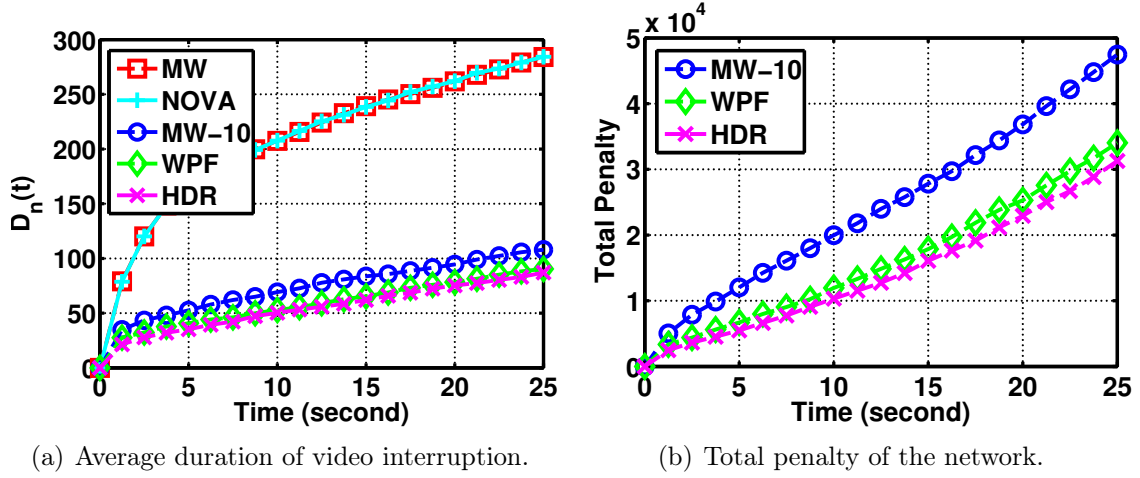 300
250
200
150
100
50
0
0 5 10 15 20 25
D_n(t)
Time (second)
MW
NOVA
MW−10
WPF
HDR
(a) Average duration of video interruption.
x 10^4
5
4
3
2
1
0
0 5 10 15 20 25
Total Penalty
Time (second)
MW−10
WPF
HDR
(b) Total penalty of the network.